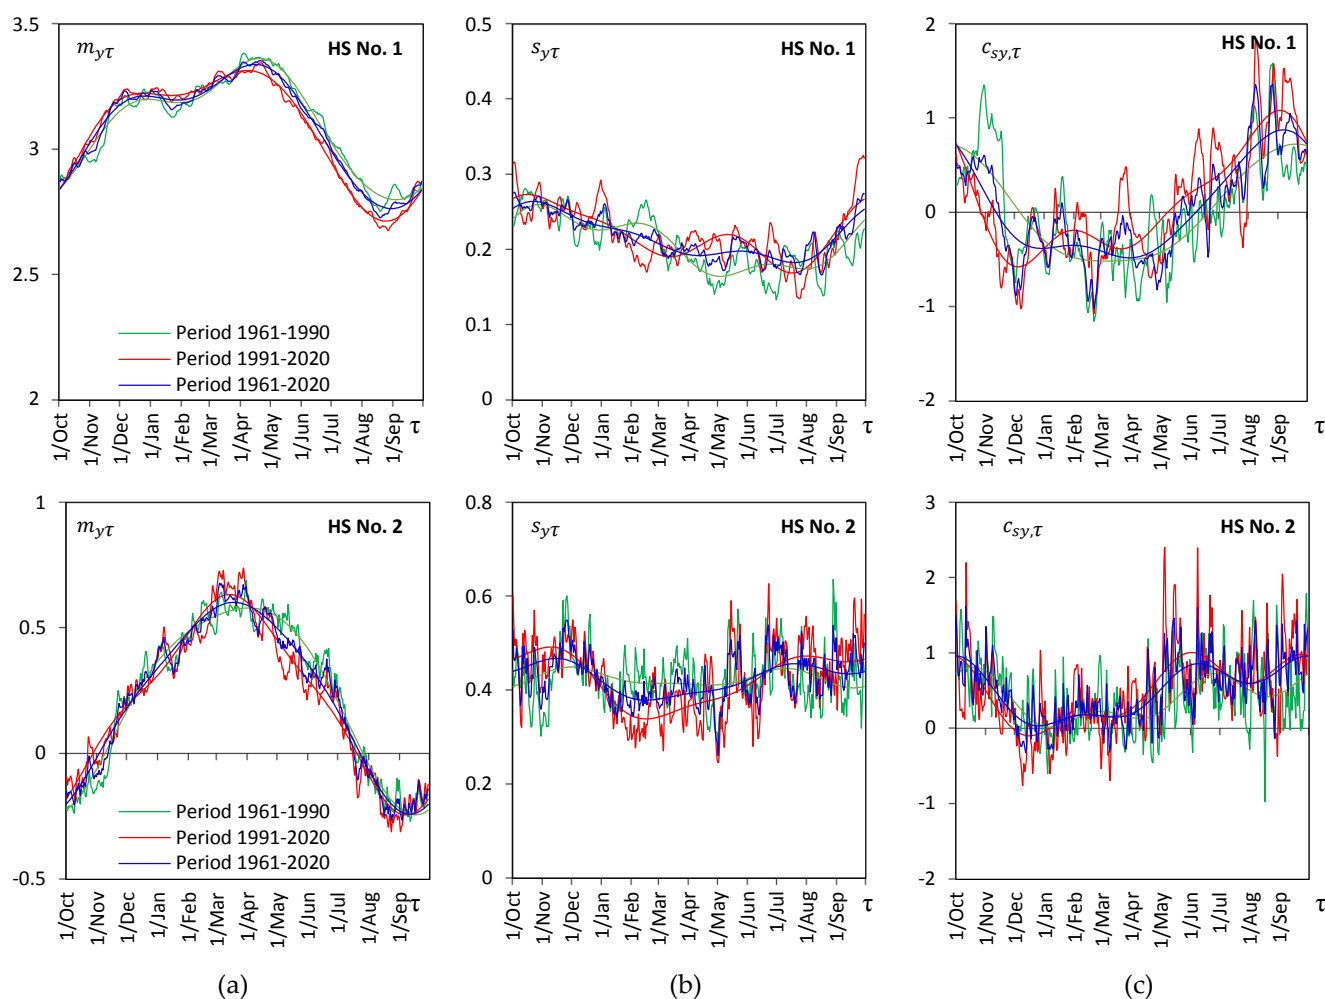 m_yτ HS No. 1
3.5
3
2.5
2
Period 1961-1990
Period 1991-2020
Period 1961-2020
1/Oct 1/Nov 1/Dec 1/Jan 1/Feb 1/Mar 1/Apr 1/May 1/Jun 1/Jul 1/Aug 1/Sep τ
s_yτ HS No. 1
0.5
0.4
0.3
0.2
0.1
0
1/Oct 1/Nov 1/Dec 1/Jan 1/Feb 1/Mar 1/Apr 1/May 1/Jun 1/Jul 1/Aug 1/Sep τ
c_sy,τ HS No. 1
2
1
0
-1
-2
1/Oct 1/Nov 1/Dec 1/Jan 1/Feb 1/Mar 1/Apr 1/May 1/Jun 1/Jul 1/Aug 1/Sep τ
m_yτ HS No. 2
1
0.5
0
-0.5
Period 1961-1990
Period 1991-2020
Period 1961-2020
1/Oct 1/Nov 1/Dec 1/Jan 1/Feb 1/Mar 1/Apr 1/May 1/Jun 1/Jul 1/Aug 1/Sep τ
s_yτ HS No. 2
0.8
0.6
0.4
0.2
0
1/Oct 1/Nov 1/Dec 1/Jan 1/Feb 1/Mar 1/Apr 1/May 1/Jun 1/Jul 1/Aug 1/Sep τ
c_sy,τ HS No. 2
3
2
1
0
-1
-2
1/Oct 1/Nov 1/Dec 1/Jan 1/Feb 1/Mar 1/Apr 1/May 1/Jun 1/Jul 1/Aug 1/Sep τ
(a) (b) (c)